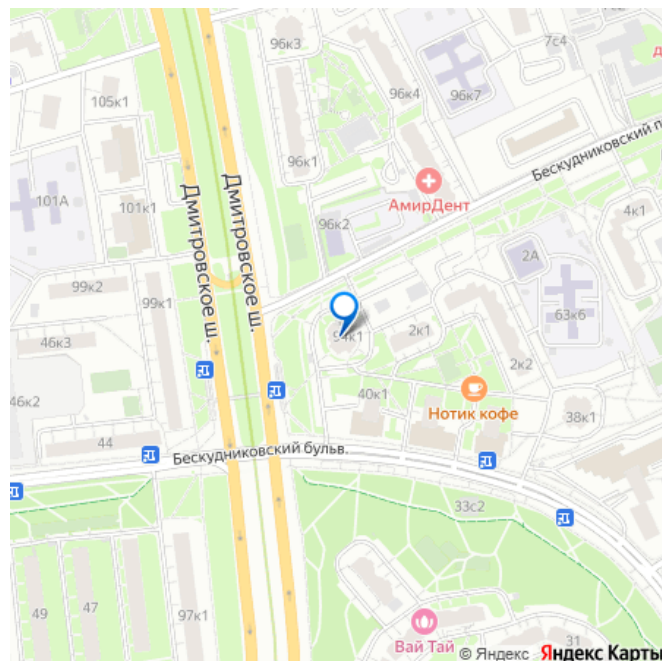 96к3
7с4
д
105к1
96к4
96к7
96к1
Бескудниковский п
101А
Дмитровское ш.
Дмитровское ш.
АмирДент
101к1
96к2
4к1
2А
99к2
99к1
63к6
46к3
94к1
2к1
2к2
46к2
40к1
Нотик кофе
38к1
44
Бескудниковский бульв.
33с2
49
47
97к1
Вай Тай
31
© Яндекс Яндекс Карты